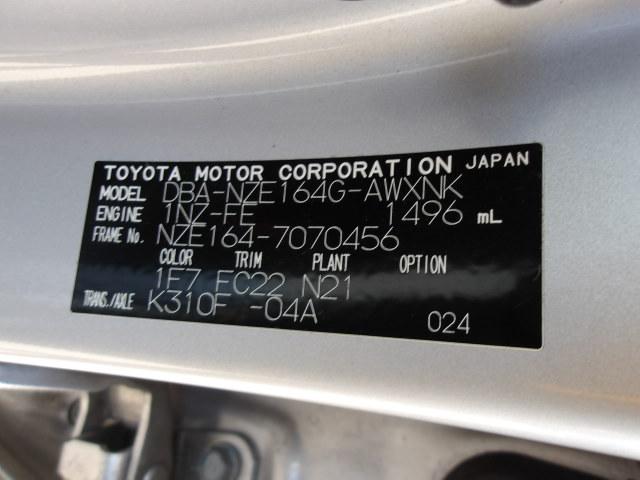 TOYOTA MOTOR CORPORATION JAPAN
MODEL DBA-NZE164G-AWXNK
ENGINE 1NZ-FE 1496 mL
FRAME No. NZE164-7070456
COLOR TRIM PLANT OPTION
1F7 FC22 N21
TRANS./AXLE K310F -04A
024